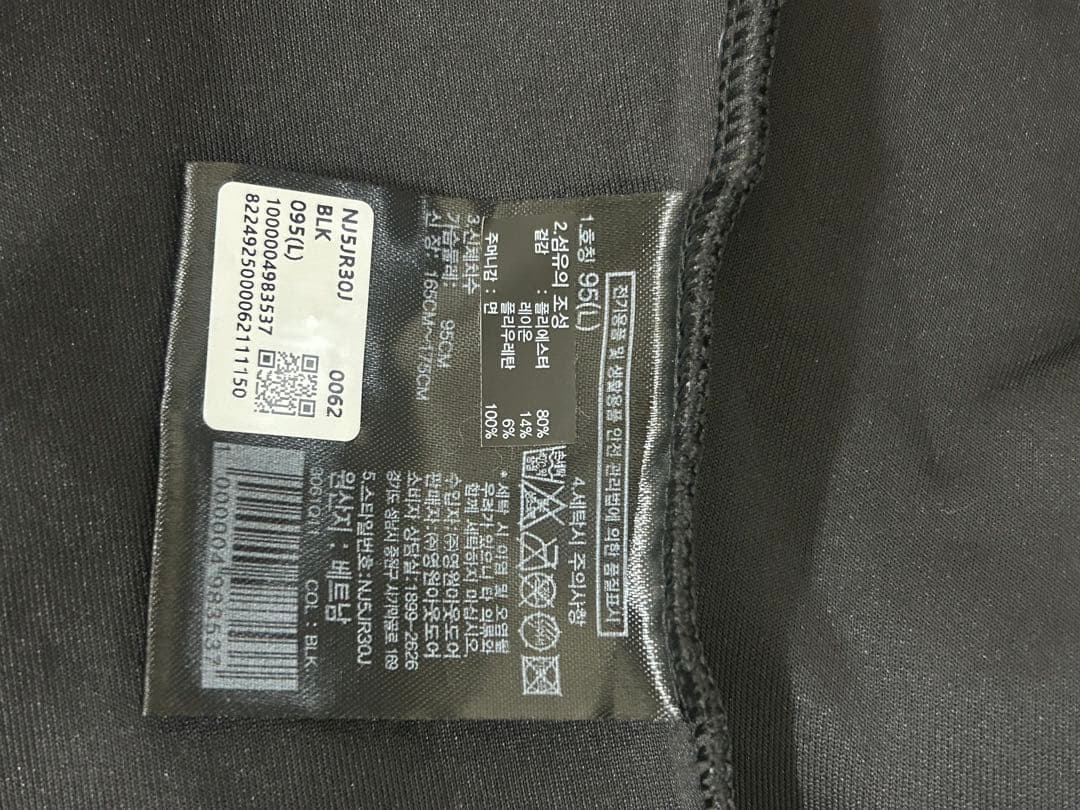 전기용품 및 생활용품 안전 관리법에 의한 품질표시
1.호칭 95(L)
2.섬유의 조성
겉감 : 폴리에스터 80%
레이온 14%
폴리우레탄 6%
주머니감 : 면 100%
3.신체치수
가슴둘레: 95CM
신 장: 165CM~175CM
4.세탁시 주의사항
* 세탁 시 이염 및 오염될
우려가 있으니 타 의류와
함께 세탁하지 마십시오
수입자 :㈜영원아웃도어
판매자 :㈜영원아웃도어
소비자 상담실:1899-2626
경기도 성남시 중원구 사기막골로 169
5.스타일번호:NJ5JR30J
원산지 : 베트남
COL : BLK
1000004983537
NJ5JR30J
BLK
095(L) 0062
1000004983537
8224925000062111150